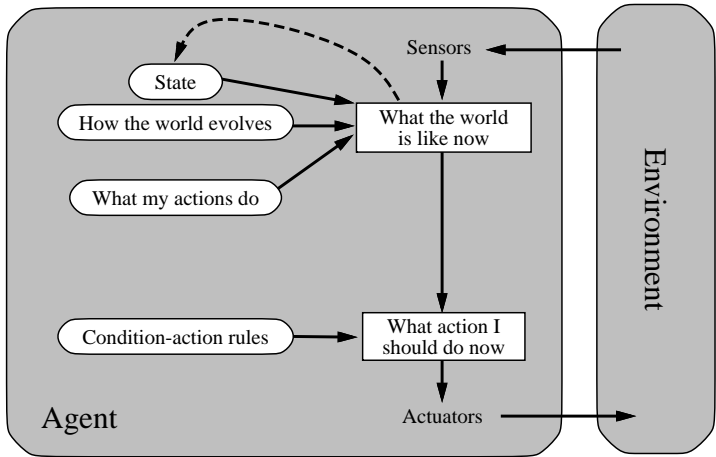 Sensors
State
How the world evolves
What the world
is like now
What my actions do
Condition-action rules
What action I
should do now
Agent
Actuators
Environment